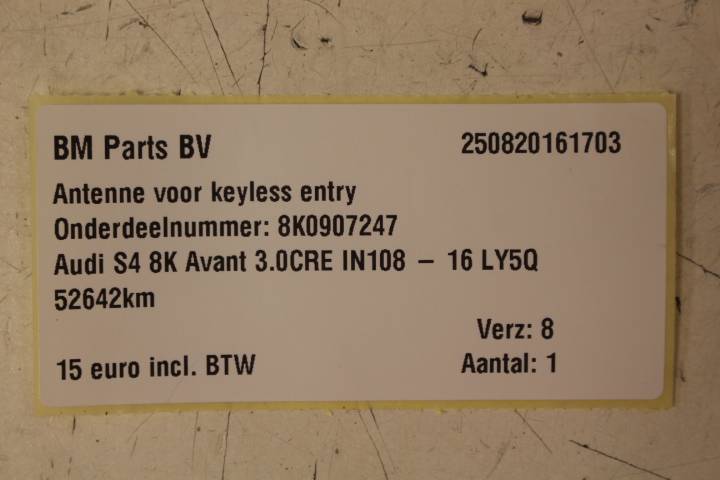 BM Parts BV 250820161703
Antenne voor keyless entry
Onderdeelnummer: 8K0907247
Audi S4 8K Avant 3.0CRE IN108 – 16 LY5Q
52642km
Verz: 8
15 euro incl. BTW Aantal: 1